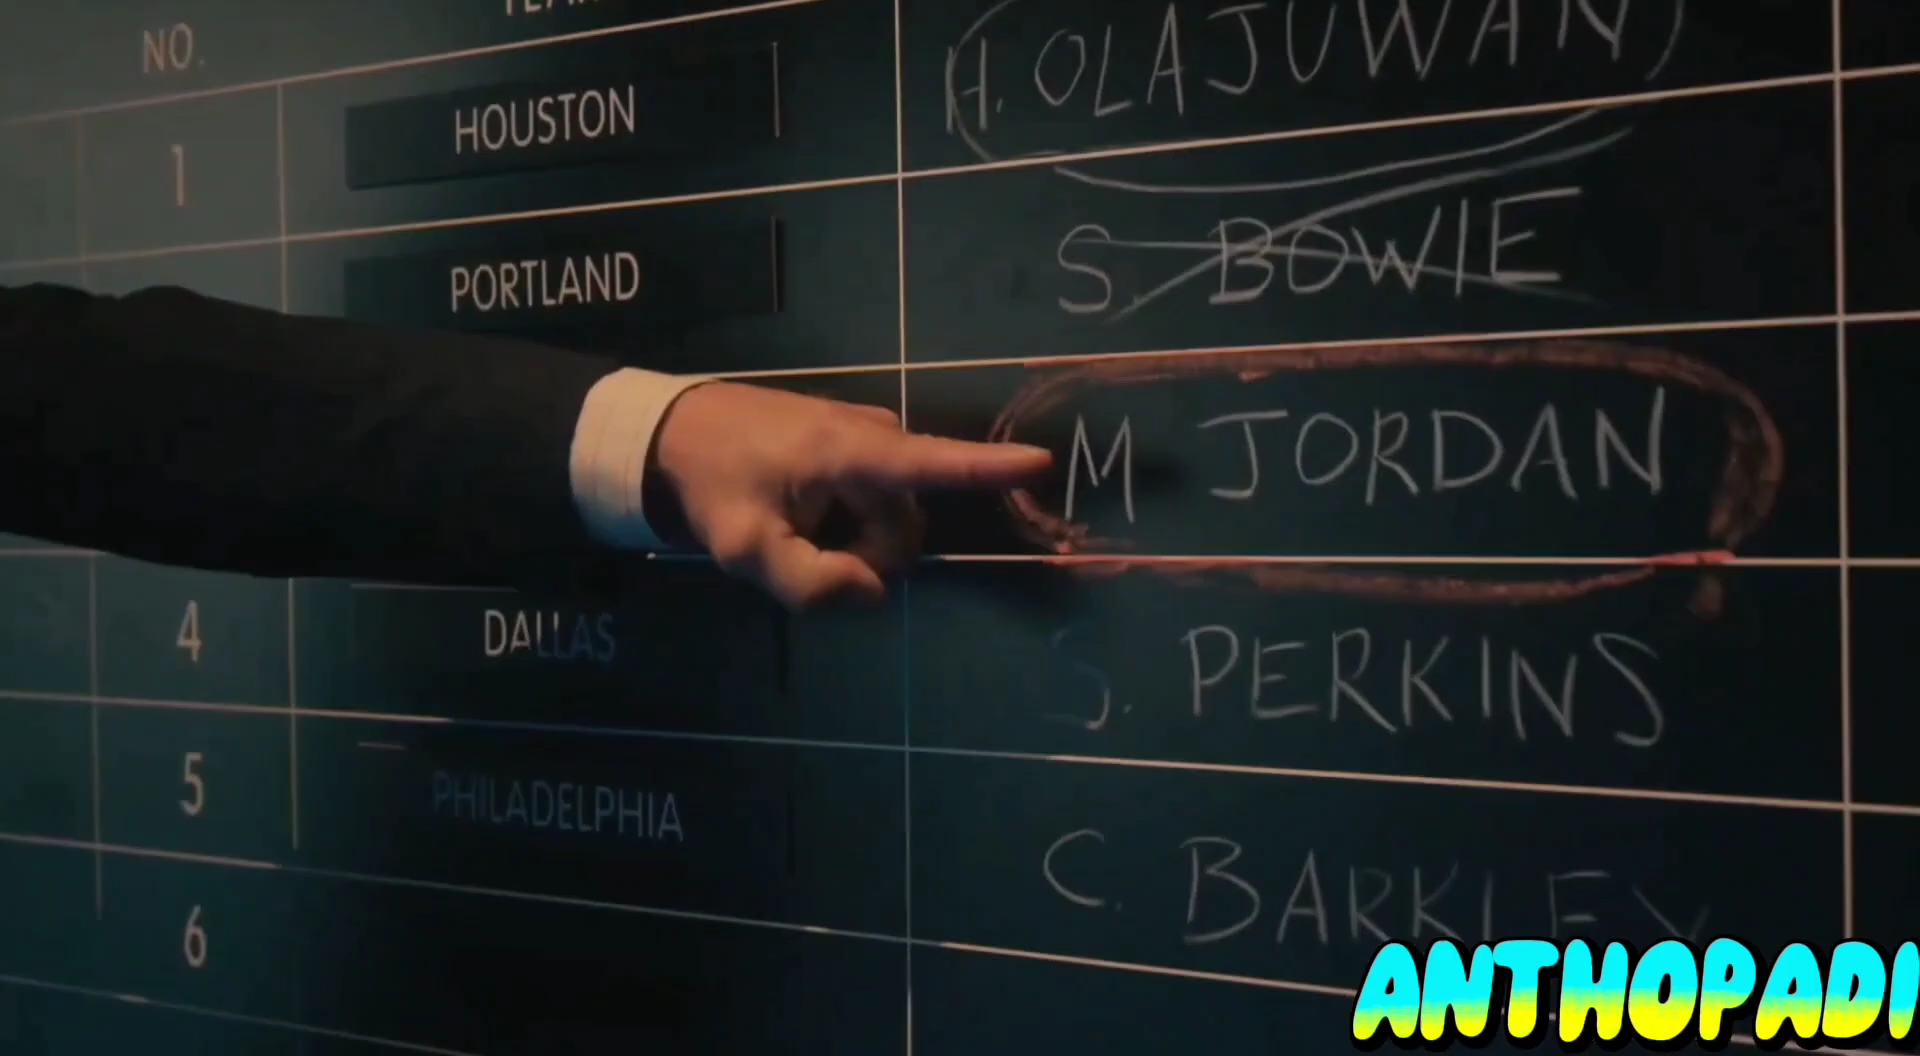 NO.
H. OLAJUWAN
1 HOUSTON
S. BOWIE
PORTLAND
M JORDAN
4 DALLAS
S. PERKINS
5 PHILADELPHIA
C. BARKLEY
6
ANTHOPADI